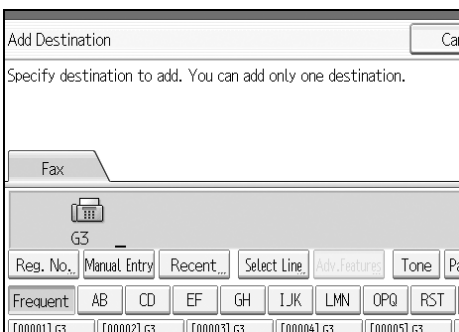 Add Destination Ca
Specify destination to add. You can add only one destination.
Fax
G3 _
Reg. No. Manual Entry Recent Select Line Adv.Features Tone Pa
Frequent AB CD EF GH IJK LMN OPQ RST
[00001] G3 [00002] G3 [00003] G3 [00004] G3 [00005] G3